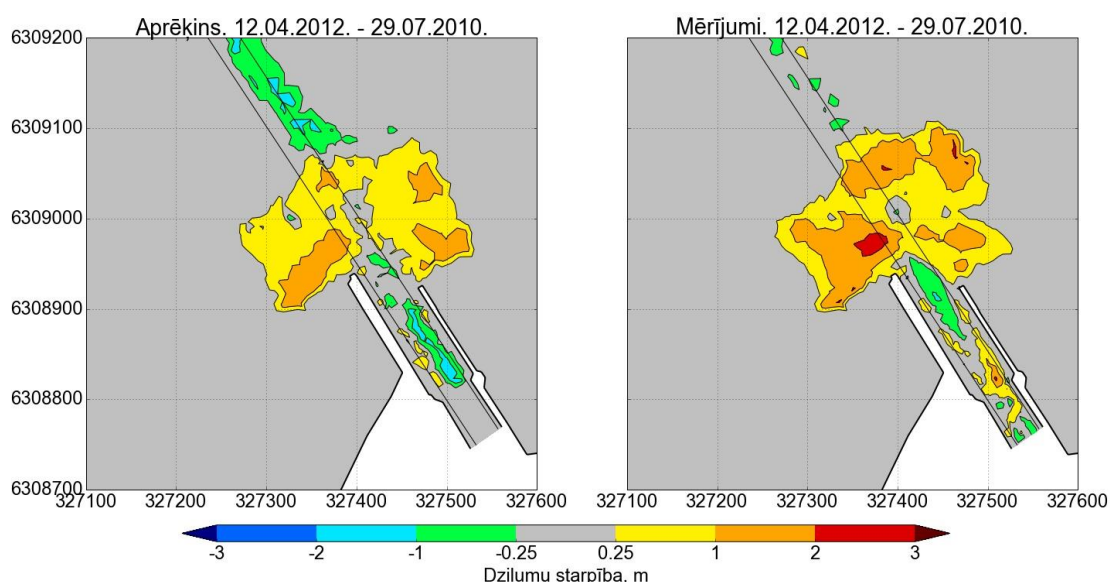 Aprēķins. 12.04.2012. - 29.07.2010.
Mērījumi. 12.04.2012. - 29.07.2010.
6309200
6309100
6309000
6308900
6308800
6308700
327100 327200 327300 327400 327500 327600
327100 327200 327300 327400 327500 327600
-3 -2 -1 -0.25 0.25 1 2 3
Dziļumu starpība, m